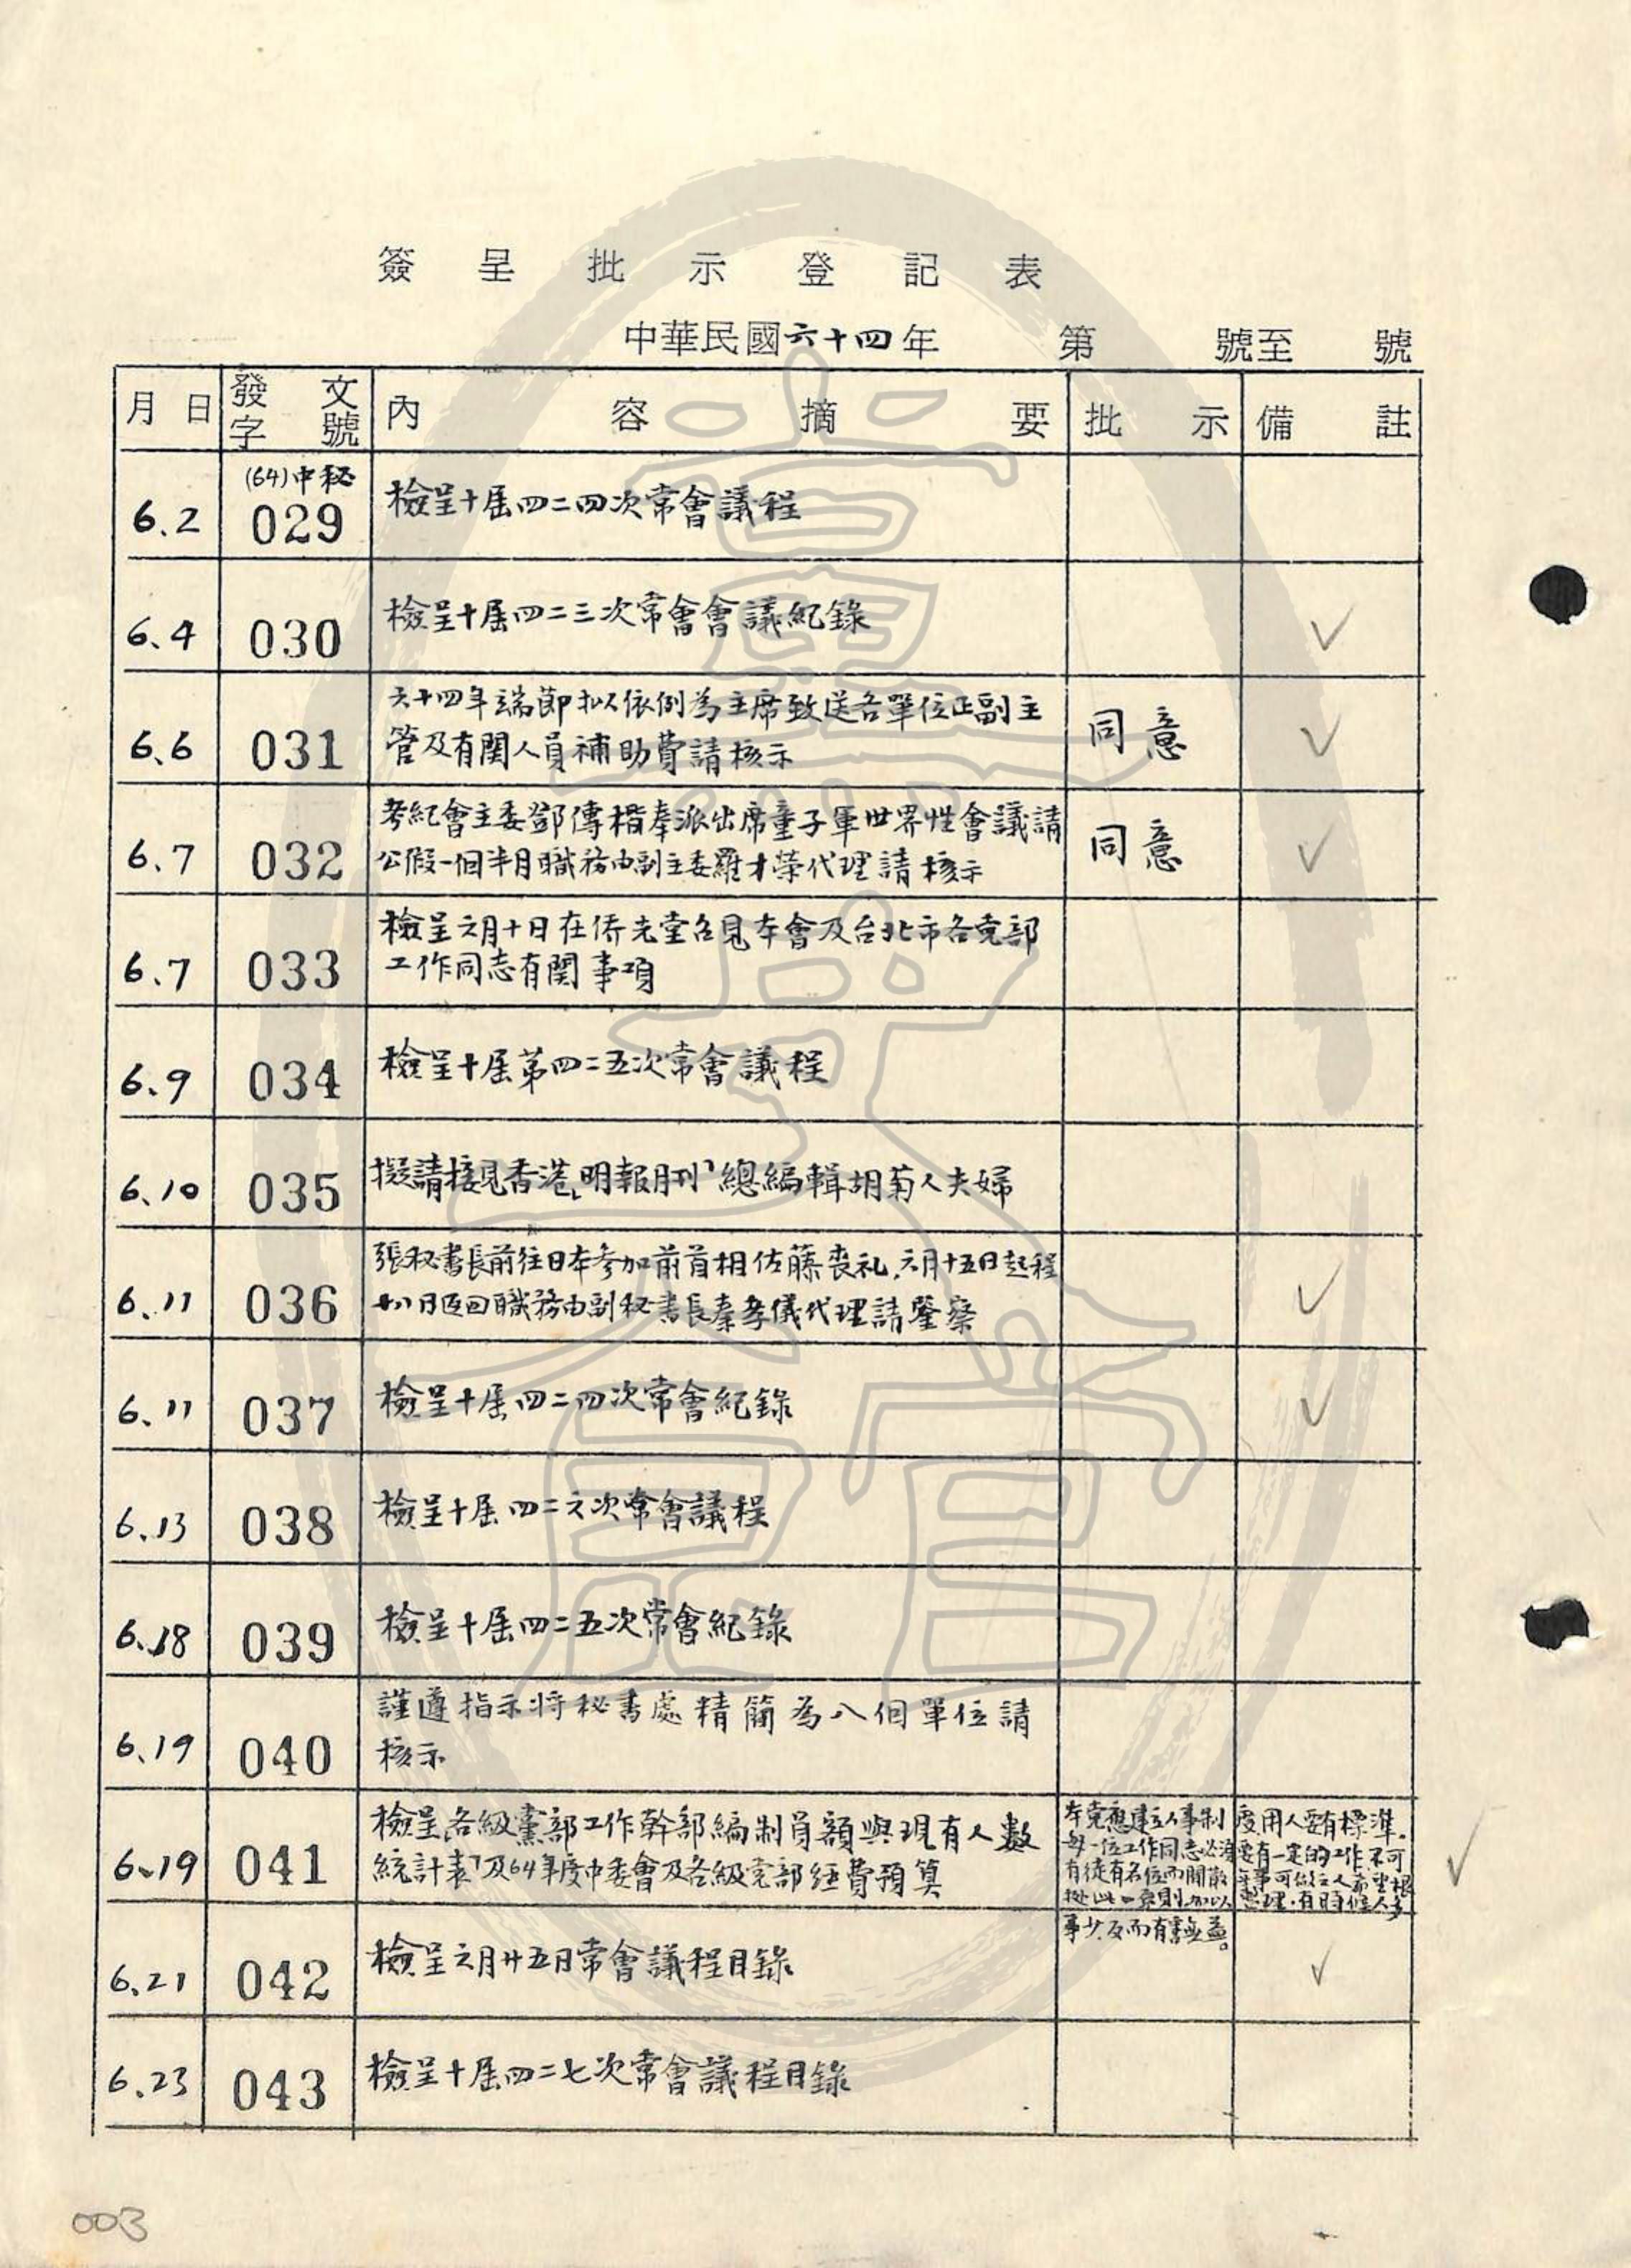 簽呈批示登記表
中華民國六十四年 第 號至 號
月日 發文字號 內容摘要 批示 備註
6.2 (64)中秘 029 檢呈十屆四二四次常會議程
6.4 030 檢呈十屆四二三次常會會議紀錄 ✓
6.6 031 六十四年端節擬依例為主席致送各單位正副主
管及有関人員補助費請核示 同意 ✓
6.7 032 考紀會主委鄧傳楷奉派出席童子軍世界性會議請
公假一個半月職務由副主委羅才榮代理請核示 同意 ✓
6.7 033 檢呈六月十日在僑光堂召見本會及台北市各党部
工作同志有関事項
6.9 034 檢呈十屆第四二五次常會議程
6.10 035 擬請接見香港「明報月刊」總編輯胡菊人夫婦
6.11 036 張秘書長前往日本參加前首相佐藤喪礼,六月十五日起程
廿八日返回職務由副秘書長秦孝儀代理請鑒察 ✓
6.11 037 檢呈十屆四二四次常會紀錄 ✓
6.13 038 檢呈十屆四二六次常會議程
6.18 039 檢呈十屆四二五次常會紀錄
6.19 040 謹遵指示將秘書處精簡為八個單位請
核示
6.19 041 檢呈「各級黨部工作幹部編制員額與現有人數
統計表」及64年度中委會及各級党部經費預算 ✓
本党應建立人事制度用人要有標準。
每一位工作同志必須要有一定的工作不可
有徒有名位而閒散無事可做之人希望根
據此一原則加以整理.有時候人多
事少反而有害無益。
6.21 042 檢呈六月廿五日常會議程目錄 ✓
6.23 043 檢呈十屆四二七次常會議程目錄
003